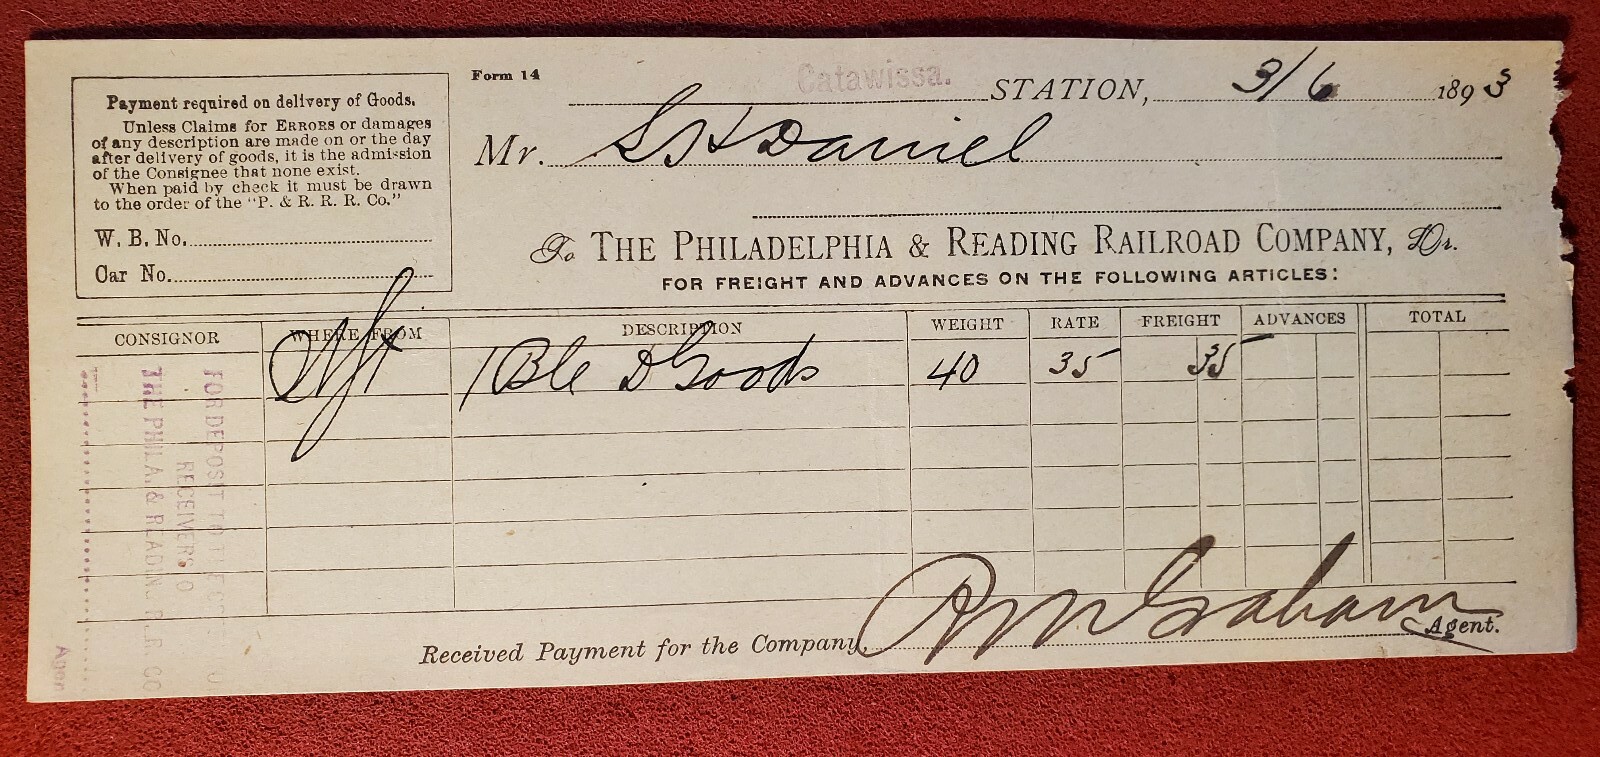 Form 14
Catawissa. STATION, 3/6 1893
Mr. L H Daniel
Payment required on delivery of Goods.
Unless Claims for ERRORS or damages
of any description are made on or the day
after delivery of goods, it is the admission
of the Consignee that none exist.
When paid by check it must be drawn
to the order of the "P. & R. R. R. Co."
W. B. No.
Car No.
To THE PHILADELPHIA & READING RAILROAD COMPANY, Dr.
FOR FREIGHT AND ADVANCES ON THE FOLLOWING ARTICLES:
CONSIGNOR WHERE FROM DESCRIPTION WEIGHT RATE FREIGHT ADVANCES TOTAL
1 Ble D Goods 40 35 35
FOR DEPOSIT TO THE
RECEIVERS O
THE PHILA. & READING R.R. CO
Agen
Received Payment for the Company, Graham Agent.